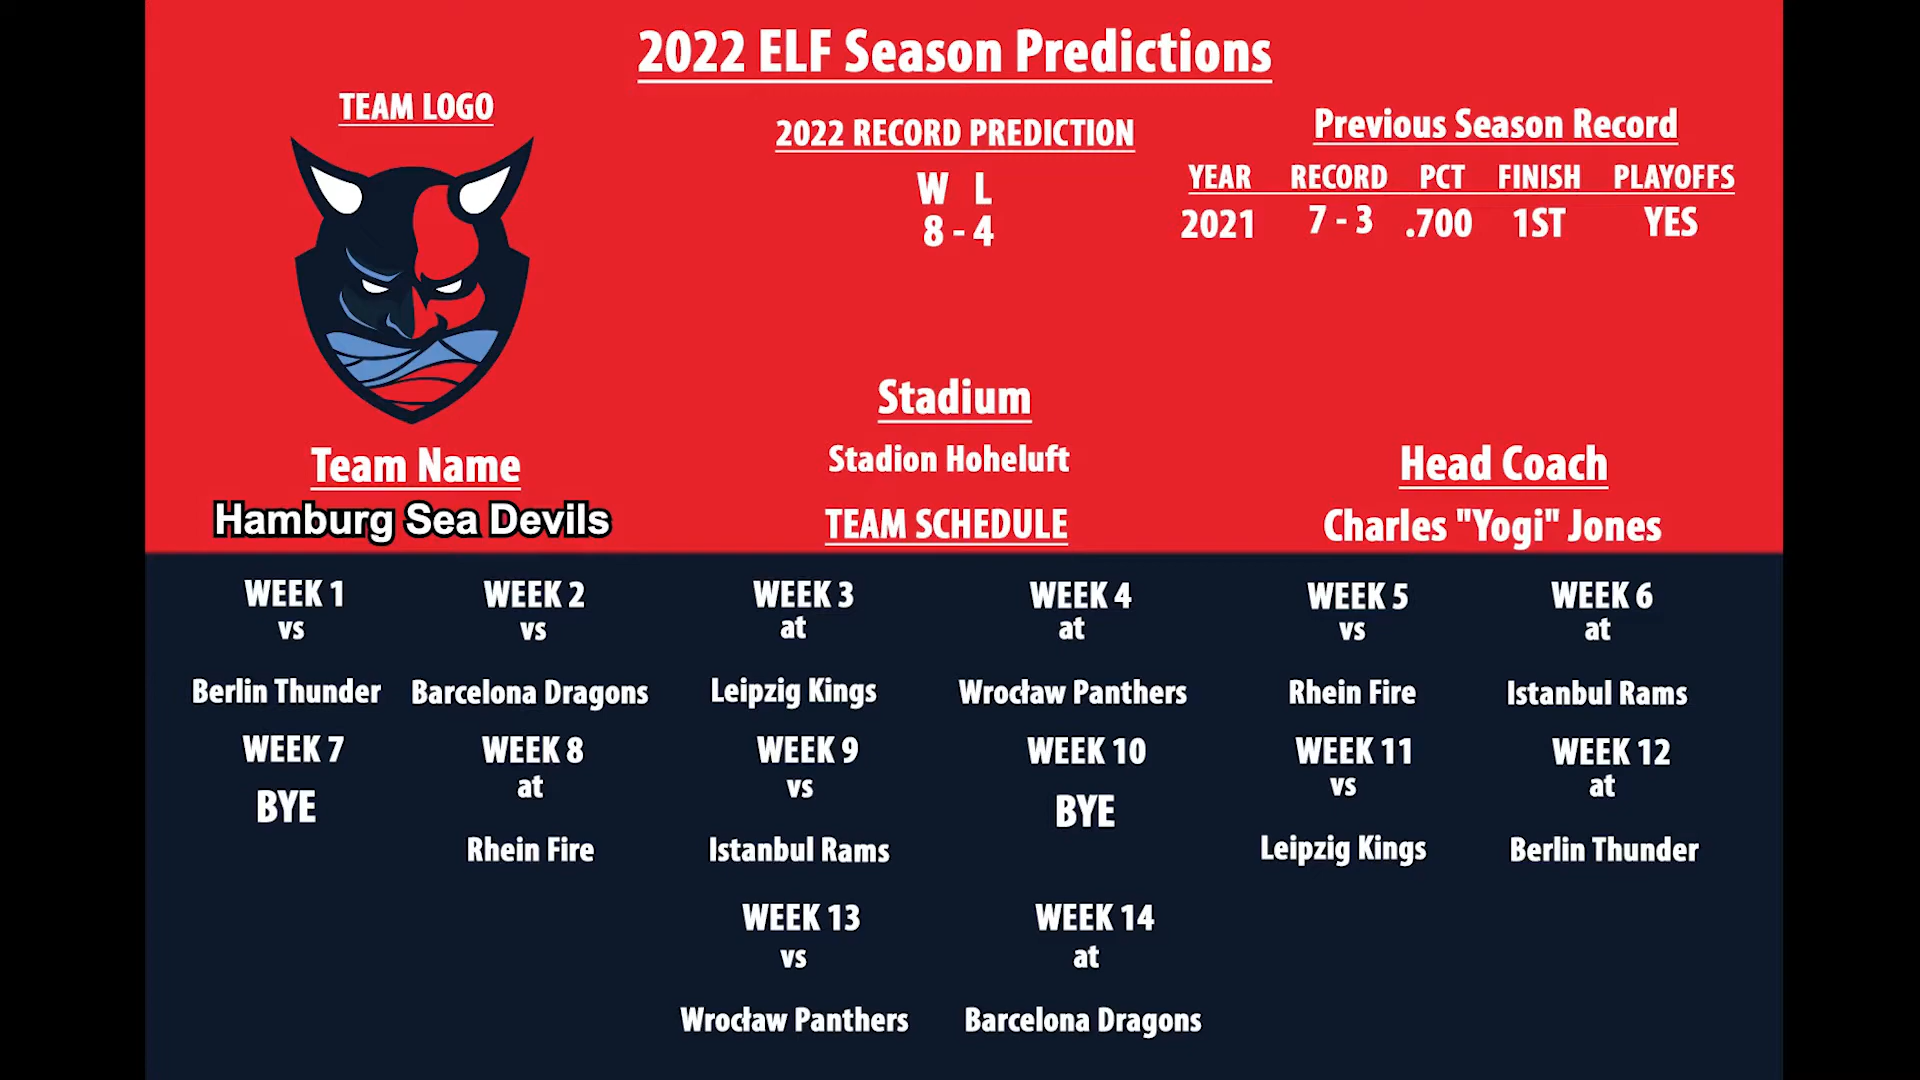 2022 ELF Season Predictions
TEAM LOGO
2022 RECORD PREDICTION
W L
8 - 4
Previous Season Record
YEAR RECORD PCT FINISH PLAYOFFS
2021 7 - 3 .700 1ST YES
Stadium
Stadion Hoheluft
Team Name
Hamburg Sea Devils
Head Coach
Charles "Yogi" Jones
TEAM SCHEDULE
WEEK 1
vs
Berlin Thunder
WEEK 2
vs
Barcelona Dragons
WEEK 3
at
Leipzig Kings
WEEK 4
at
Wrocław Panthers
WEEK 5
vs
Rhein Fire
WEEK 6
at
Istanbul Rams
WEEK 7
BYE
WEEK 8
at
Rhein Fire
WEEK 9
vs
Istanbul Rams
WEEK 10
BYE
WEEK 11
vs
Leipzig Kings
WEEK 12
at
Berlin Thunder
WEEK 13
vs
Wrocław Panthers
WEEK 14
at
Barcelona Dragons